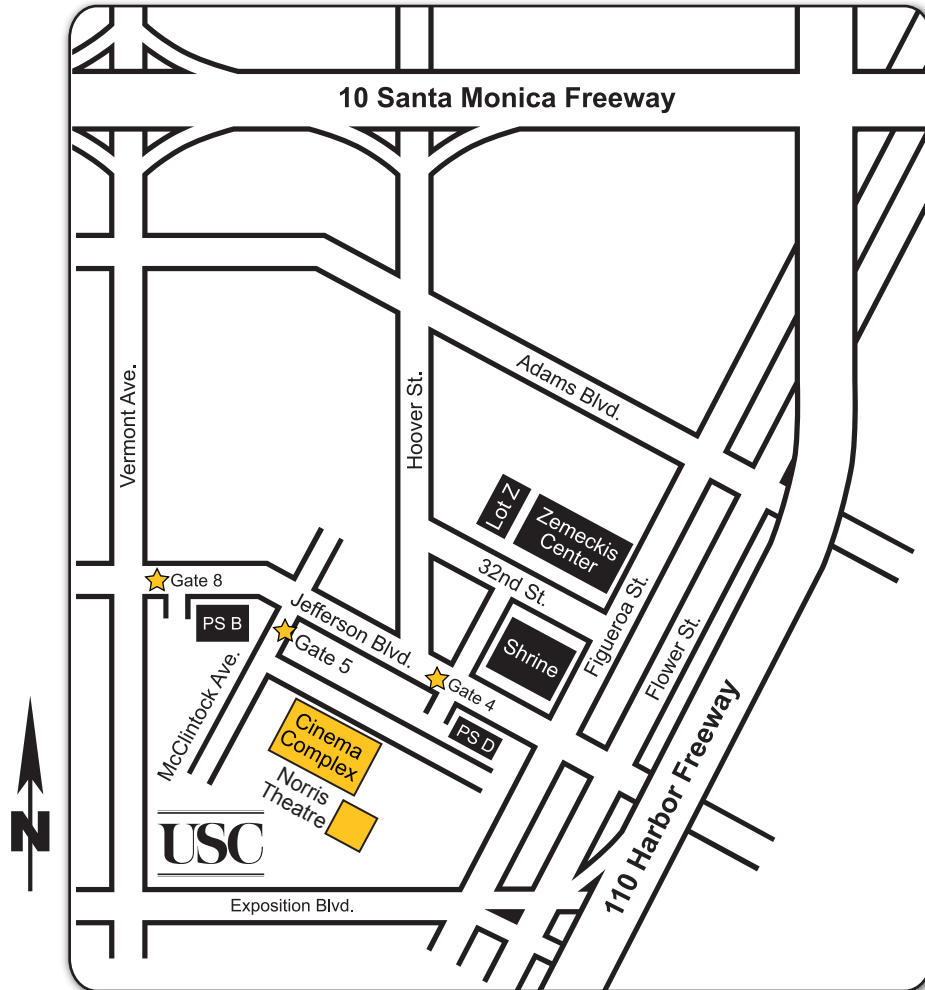 10 Santa Monica Freeway
Adams Blvd.
Vermont Ave.
Hoover St.
Lot Z
Zemeckis
Center
32nd St.
Gate 8
Jefferson Blvd.
PS B
Gate 5
Shrine
Figueroa St.
Flower St.
McClintock Ave.
Gate 4
PS D
Cinema
Complex
Norris
Theatre
110 Harbor Freeway
N
USC
Exposition Blvd.